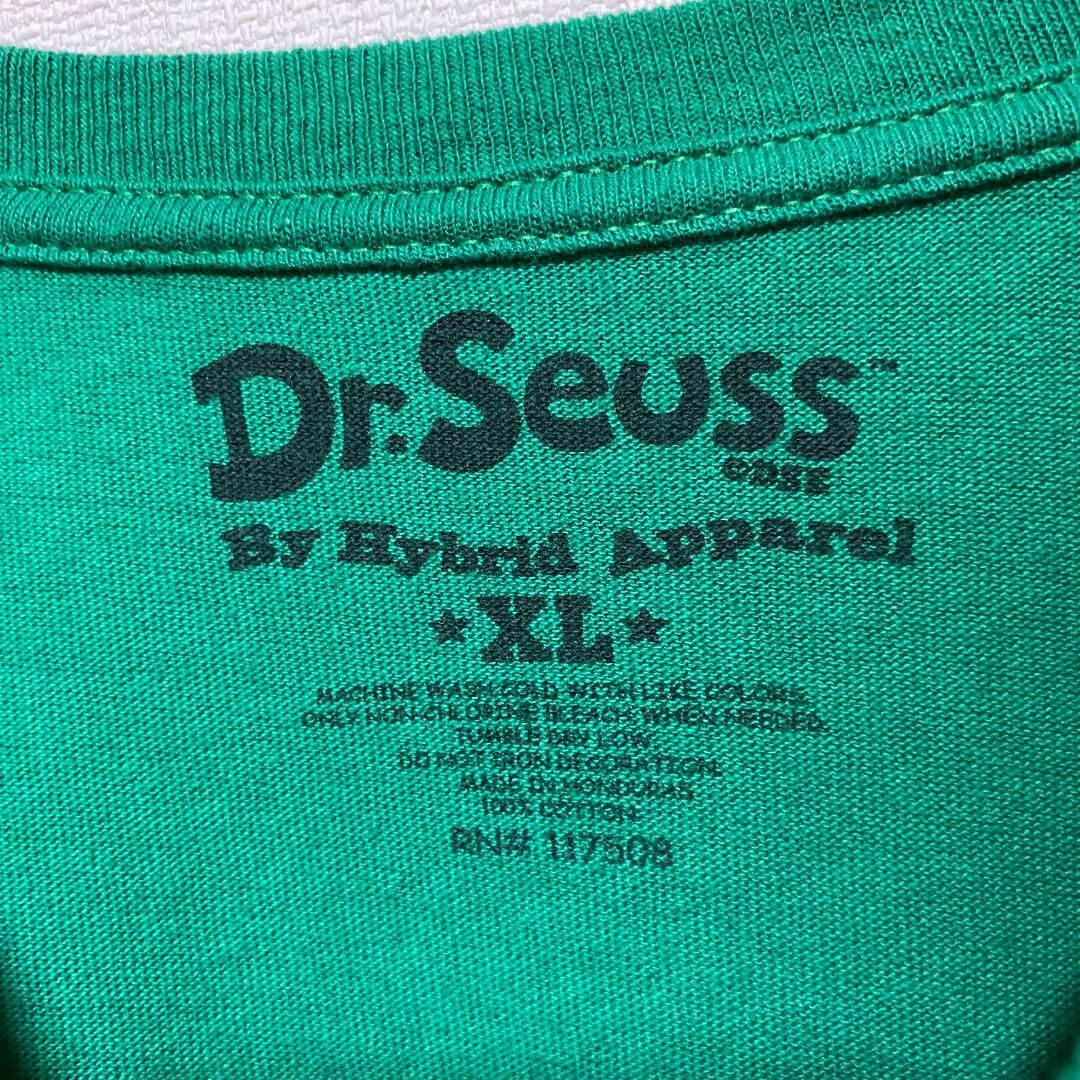 Dr. Seuss™
©DSE
By Hybrid Apparel
★XL★
MACHINE WASH COLD WITH LIKE COLORS.
ONLY NON-CHLORINE BLEACH WHEN NEEDED.
TUMBLE DRY LOW.
DO NOT IRON DECORATION.
MADE IN HONDURAS
100% COTTON
RN# 117508